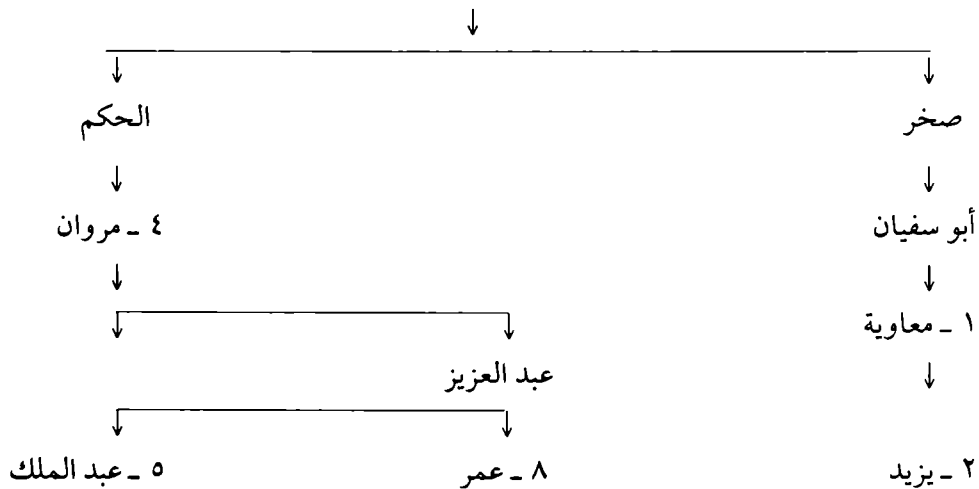 صخر الحكم
أبو سفيان ٤ ـ مروان
١ ـ معاوية
عبد العزيز
٢ ـ يزيد ٨ ـ عمر ٥ ـ عبد الملك